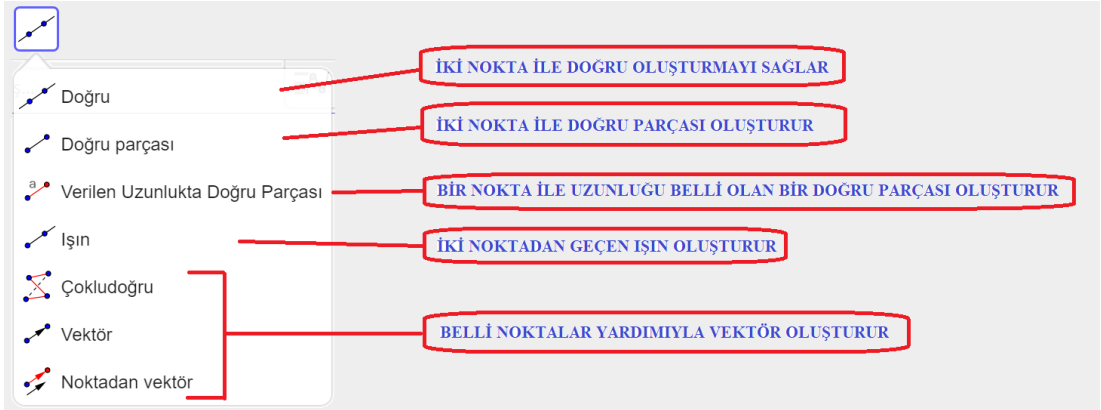 İKİ NOKTA İLE DOĞRU OLUŞTURMAYI SAĞLAR
Doğru
İKİ NOKTA İLE DOĞRU PARÇASI OLUŞTURUR
Doğru parçası
a
Verilen Uzunlukta Doğru Parçası
BİR NOKTA İLE UZUNLUĞU BELLİ OLAN BİR DOĞRU PARÇASI OLUŞTURUR
Işın
İKİ NOKTADAN GEÇEN IŞIN OLUŞTURUR
Çokludoğru
Vektör
BELLİ NOKTALAR YARDIMIYLA VEKTÖR OLUŞTURUR
Noktadan vektör